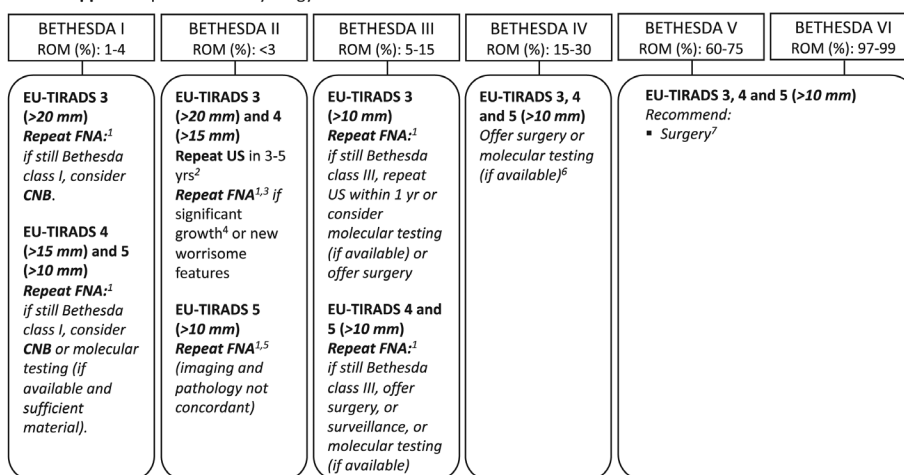 BETHESDA I
ROM (%): 1-4
BETHESDA II
ROM (%): <3
BETHESDA III
ROM (%): 5-15
BETHESDA IV
ROM (%): 15-30
BETHESDA V
ROM (%): 60-75
BETHESDA VI
ROM (%): 97-99
EU-TIRADS 3
(>20 mm)
Repeat FNA:1
if still Bethesda
class I, consider
CNB.
EU-TIRADS 4
(>15 mm) and 5
(>10 mm)
Repeat FNA:1
if still Bethesda
class I, consider
CNB or molecular
testing (if
available and
sufficient
material).
EU-TIRADS 3
(>20 mm) and 4
(>15 mm)
Repeat US in 3-5
yrs2
Repeat FNA1,3 if
significant
growth4 or new
worrisome
features
EU-TIRADS 5
(>10 mm)
Repeat FNA1,5
(imaging and
pathology not
concordant)
EU-TIRADS 3
(>10 mm)
Repeat FNA:1
if still Bethesda
class III, repeat
US within 1 yr or
consider
molecular testing
(if available) or
offer surgery
EU-TIRADS 4 and
5 (>10 mm)
Repeat FNA:1
if still Bethesda
class III, offer
surgery, or
surveillance, or
molecular testing
(if available)
EU-TIRADS 3, 4
and 5 (>10 mm)
Offer surgery or
molecular testing
(if available)6
EU-TIRADS 3, 4 and 5 (>10 mm)
Recommend:
▪ Surgery7